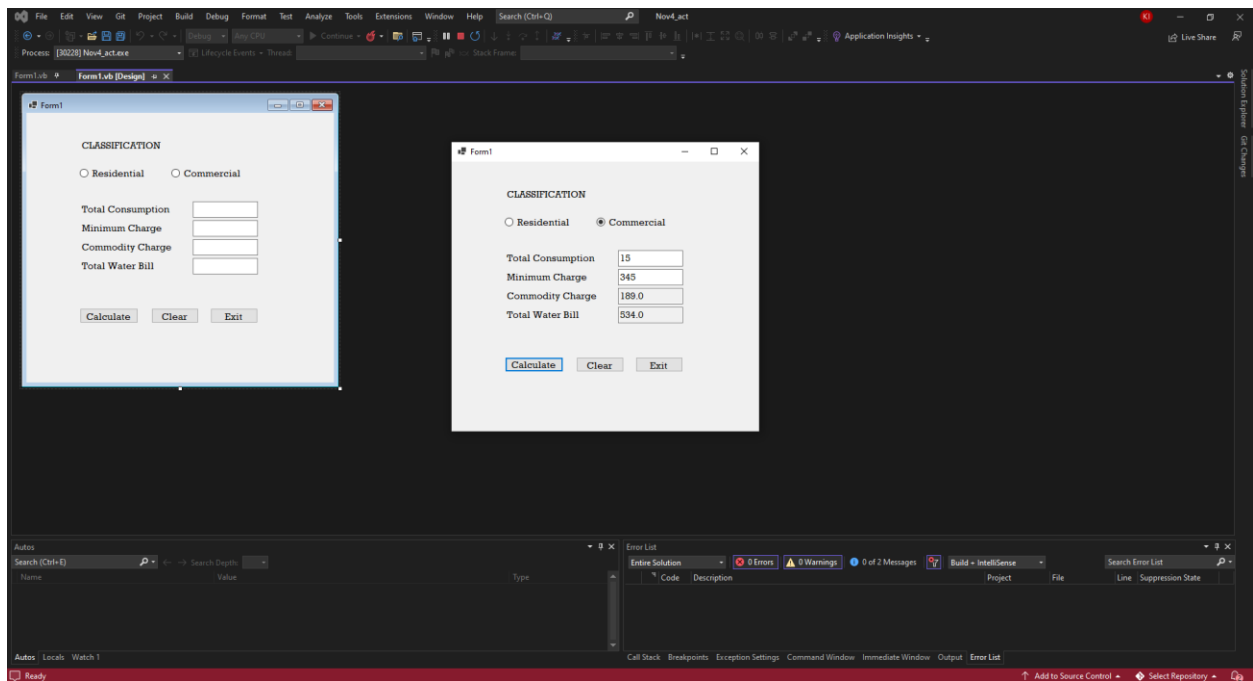 File Edit View Git Project Build Debug Format Test Analyze Tools Extensions Window Help Search (Ctrl+Q) Nov4_act KI
Debug Any CPU Continue Application Insights Live Share
Process: [30228] Nov4_act.exe Lifecycle Events Thread: Stack Frame:
Form1.vb Form1.vb [Design]
Solution Explorer
Git Changes
Form1
CLASSIFICATION
Residential Commercial
Total Consumption
Minimum Charge
Commodity Charge
Total Water Bill
Calculate Clear Exit
Form1
CLASSIFICATION
Residential Commercial
Total Consumption 15
Minimum Charge 345
Commodity Charge 189.0
Total Water Bill 534.0
Calculate Clear Exit
Autos
Search (Ctrl+E) Search Depth:
Name Value Type
Autos Locals Watch 1
Error List
Entire Solution 0 Errors 0 Warnings 0 of 2 Messages Build + IntelliSense Search Error List
Code Description Project File Line Suppression State
Call Stack Breakpoints Exception Settings Command Window Immediate Window Output Error List
Ready Add to Source Control Select Repository